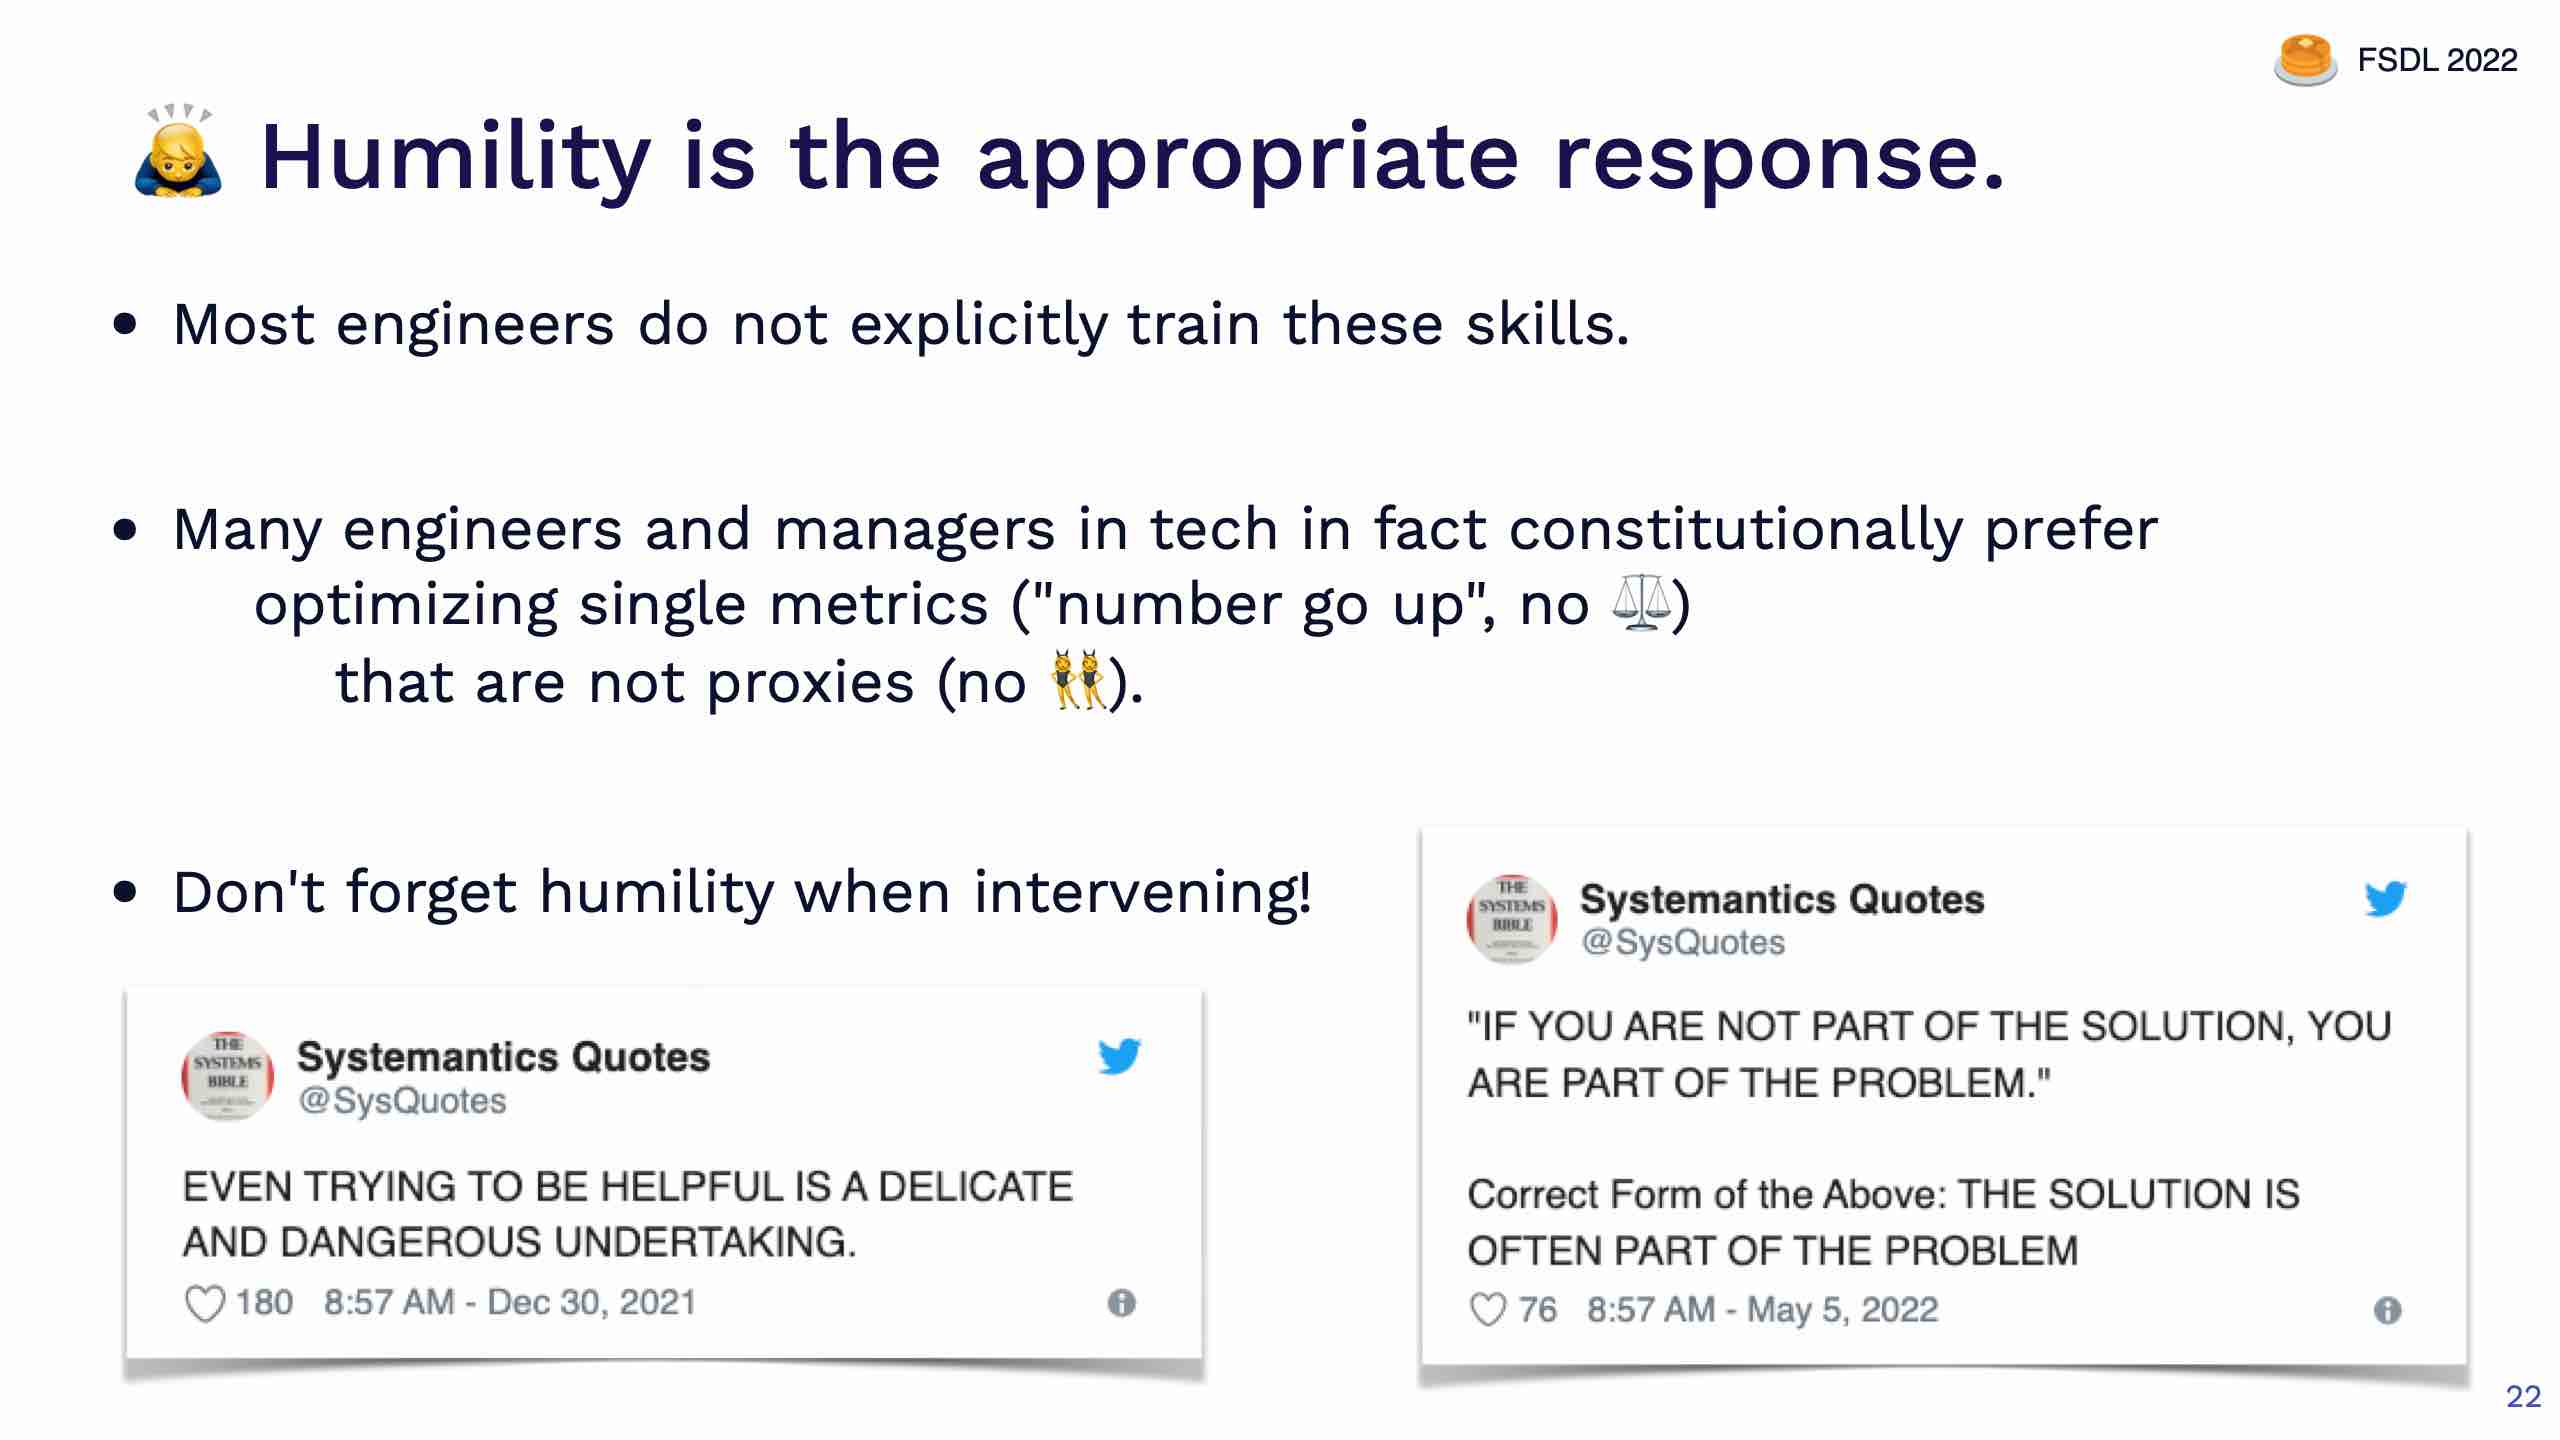 FSDL 2022
Humility is the appropriate response.
• Most engineers do not explicitly train these skills.
• Many engineers and managers in tech in fact constitutionally prefer
optimizing single metrics ("number go up", no ⚖️)
that are not proxies (no 👯).
• Don't forget humility when intervening!
THE
SYSTEMS
BIBLE
Systemantics Quotes
@SysQuotes
EVEN TRYING TO BE HELPFUL IS A DELICATE
AND DANGEROUS UNDERTAKING.
180 8:57 AM - Dec 30, 2021
THE
SYSTEMS
BIBLE
Systemantics Quotes
@SysQuotes
"IF YOU ARE NOT PART OF THE SOLUTION, YOU
ARE PART OF THE PROBLEM."
Correct Form of the Above: THE SOLUTION IS
OFTEN PART OF THE PROBLEM
76 8:57 AM - May 5, 2022
22